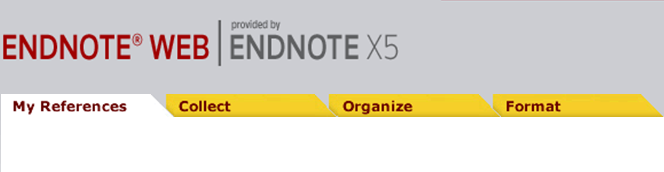 provided by
ENDNOTE® WEB | ENDNOTE X5
My References Collect Organize Format